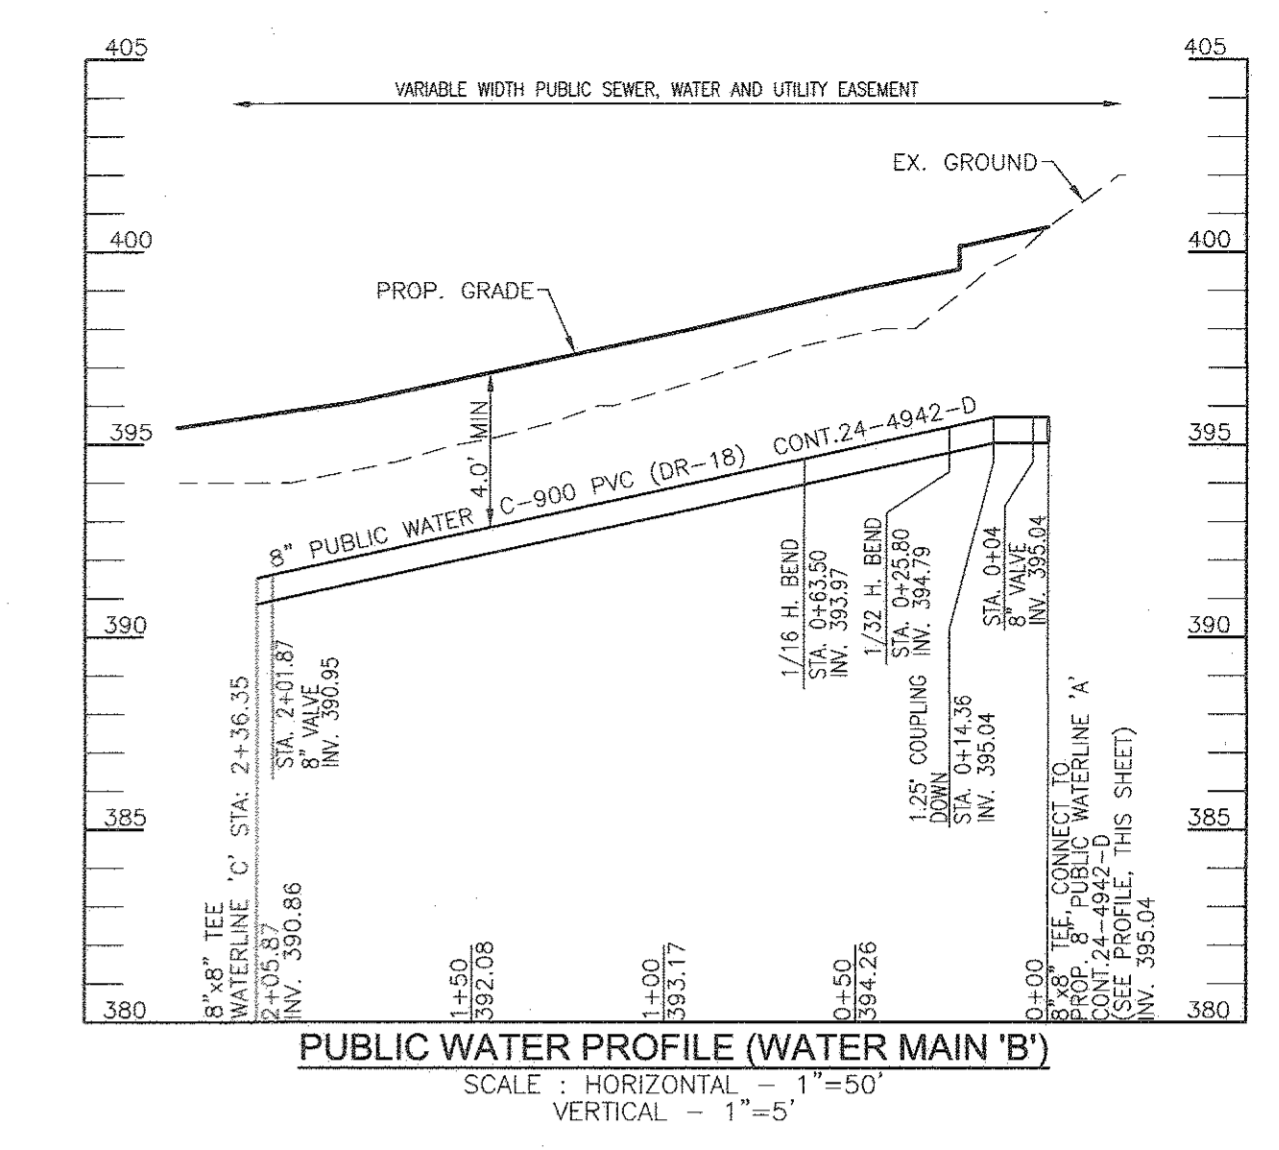 405
405
VARIABLE WIDTH PUBLIC SEWER, WATER AND UTILITY EASEMENT
EX. GROUND
400
400
PROP. GRADE
395
395
4.0' MIN
8" PUBLIC WATER C-900 PVC (DR-18) CONT.24-4942-D
390
390
385
385
380
380
8"x8" TEE
WATERLINE 'C' STA: 2+36.35
2+05.87
INV. 390.86
STA. 2+01.87
8" VALVE
INV. 390.95
1+50
392.08
1+00
393.17
1/16 H. BEND
STA. 0+63.50
INV. 393.97
0+50
394.26
1/32 H. BEND
STA. 0+25.80
INV. 394.79
1.25° COUPLING
DOWN
STA. 0+14.36
INV. 395.04
STA. 0+04
8" VALVE
INV. 395.04
0+00
8"x8" TEE, CONNECT TO
PROP. 8" PUBLIC WATERLINE 'A'
CONT.24-4942-D
(SEE PROFILE, THIS SHEET)
INV. 395.04
PUBLIC WATER PROFILE (WATER MAIN 'B')
SCALE : HORIZONTAL - 1"=50'
VERTICAL - 1"=5'